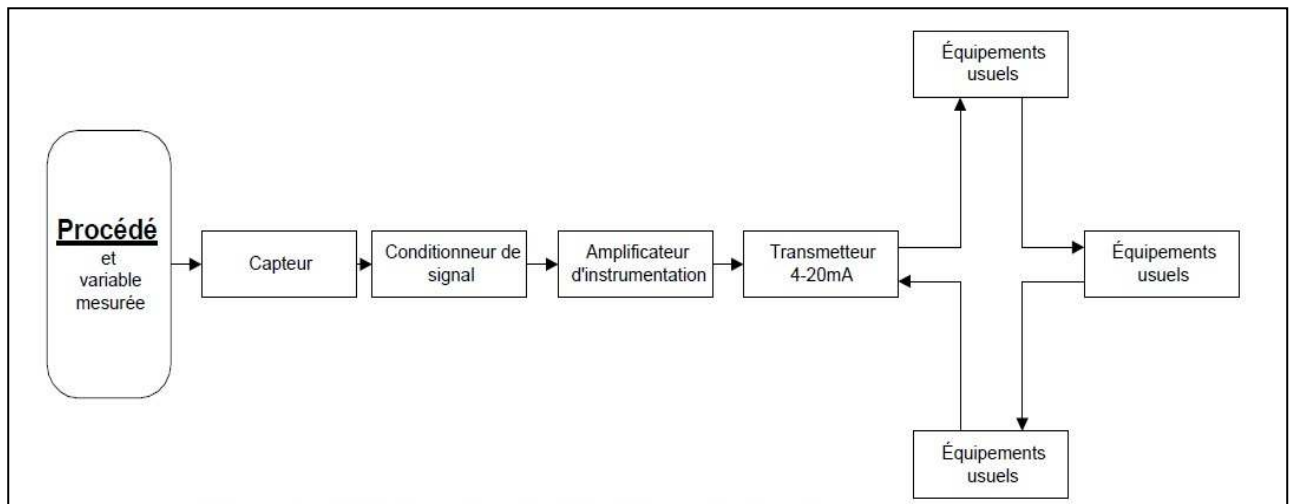 Procédé
et
variable
mesurée
Capteur
Conditionneur de
signal
Amplificateur
d'instrumentation
Transmetteur
4-20mA
Équipements
usuels
Équipements
usuels
Équipements
usuels